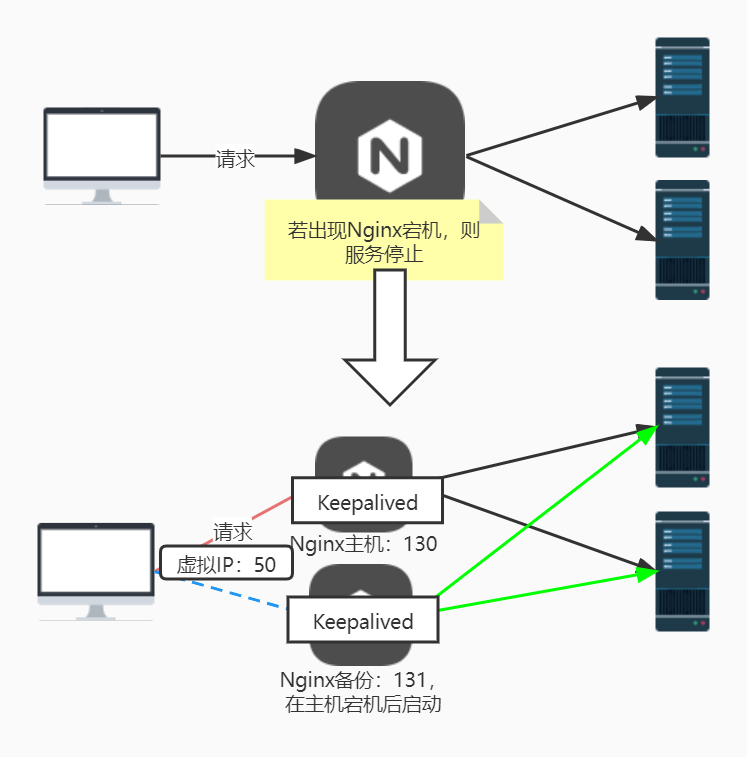 请求
N
若出现Nginx宕机，则
服务停止
Keepalived
请求
Nginx主机：130
虚拟IP：50
Keepalived
Nginx备份：131，
在主机宕机后启动